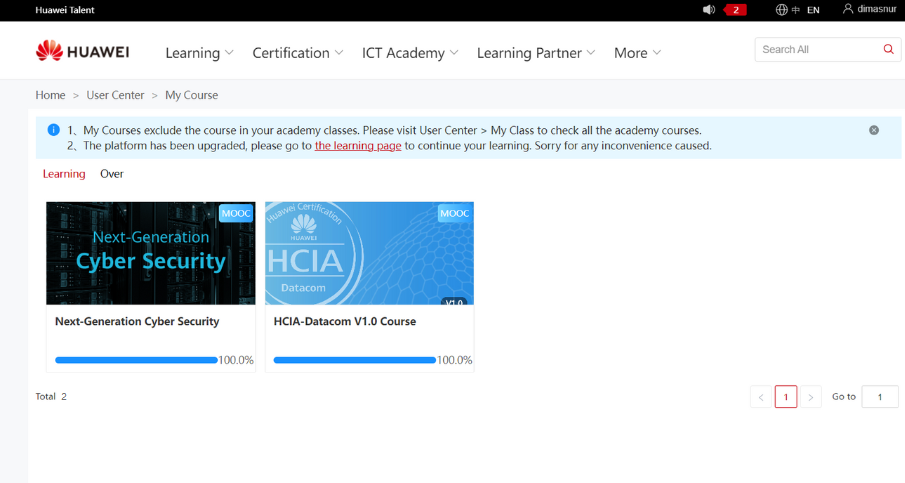 Huawei Talent
2
中 EN
dimasnur
HUAWEI
Learning
Certification
ICT Academy
Learning Partner
More
Search All
Home > User Center > My Course
1、My Courses exclude the course in your academy classes. Please visit User Center > My Class to check all the academy courses.
2、The platform has been upgraded, please go to the learning page to continue your learning. Sorry for any inconvenience caused.
Learning Over
MOOC
Next-Generation
Cyber Security
Next-Generation Cyber Security
100.0%
MOOC
Huawei Certification
HUAWEI
HCIA
Datacom
V1.0
HCIA-Datacom V1.0 Course
100.0%
Total 2
< 1 > Go to 1